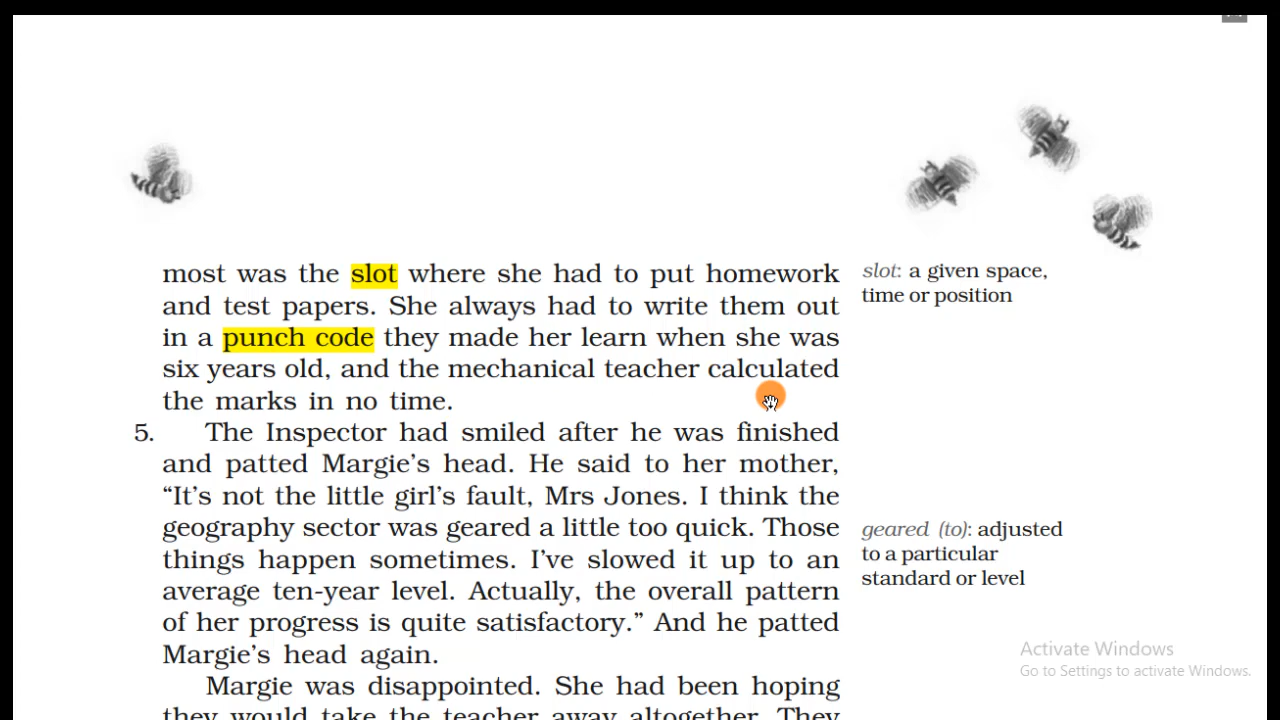 most was the slot where she had to put homework
and test papers. She always had to write them out
in a punch code they made her learn when she was
six years old, and the mechanical teacher calculated
the marks in no time.
slot: a given space,
time or position
5. The Inspector had smiled after he was finished
and patted Margie’s head. He said to her mother,
“It’s not the little girl’s fault, Mrs Jones. I think the
geography sector was geared a little too quick. Those
things happen sometimes. I’ve slowed it up to an
average ten-year level. Actually, the overall pattern
of her progress is quite satisfactory.” And he patted
Margie’s head again.
geared (to): adjusted
to a particular
standard or level
Margie was disappointed. She had been hoping
they would take the teacher away altogether. They
Activate Windows
Go to Settings to activate Windows.